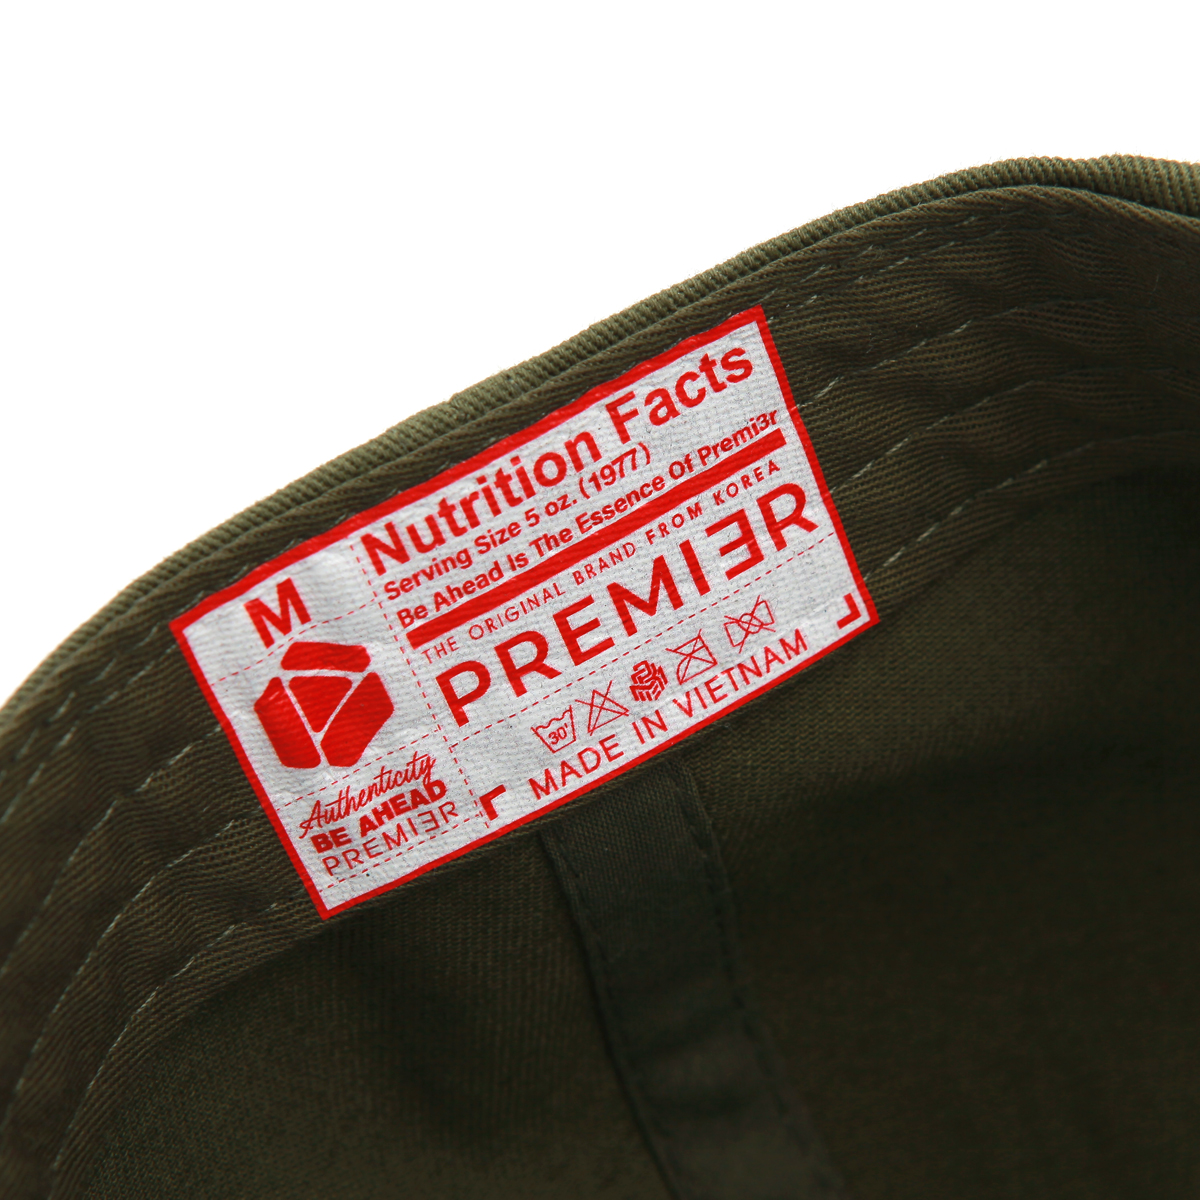 M
Nutrition Facts
Serving Size 5 oz. (1977)
Be Ahead Is The Essence Of Premi3r
THE ORIGINAL BRAND FROM KOREA
PREMIƎR
30°
MADE IN VIETNAM
Authenticity
BE AHEAD
PREMIƎR